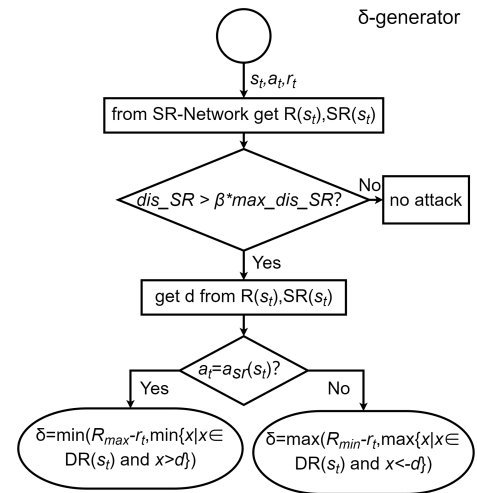 δ-generator
s_t,a_t,r_t
from SR-Network get R(s_t),SR(s_t)
dis_SR > β*max_dis_SR?
No
no attack
Yes
get d from R(s_t),SR(s_t)
a_t=a_sr(s_t)?
Yes
No
δ=min(R_max-r_t,min{x|x∈
DR(s_t) and x>d})
δ=max(R_min-r_t,max{x|x∈
DR(s_t) and x<-d})